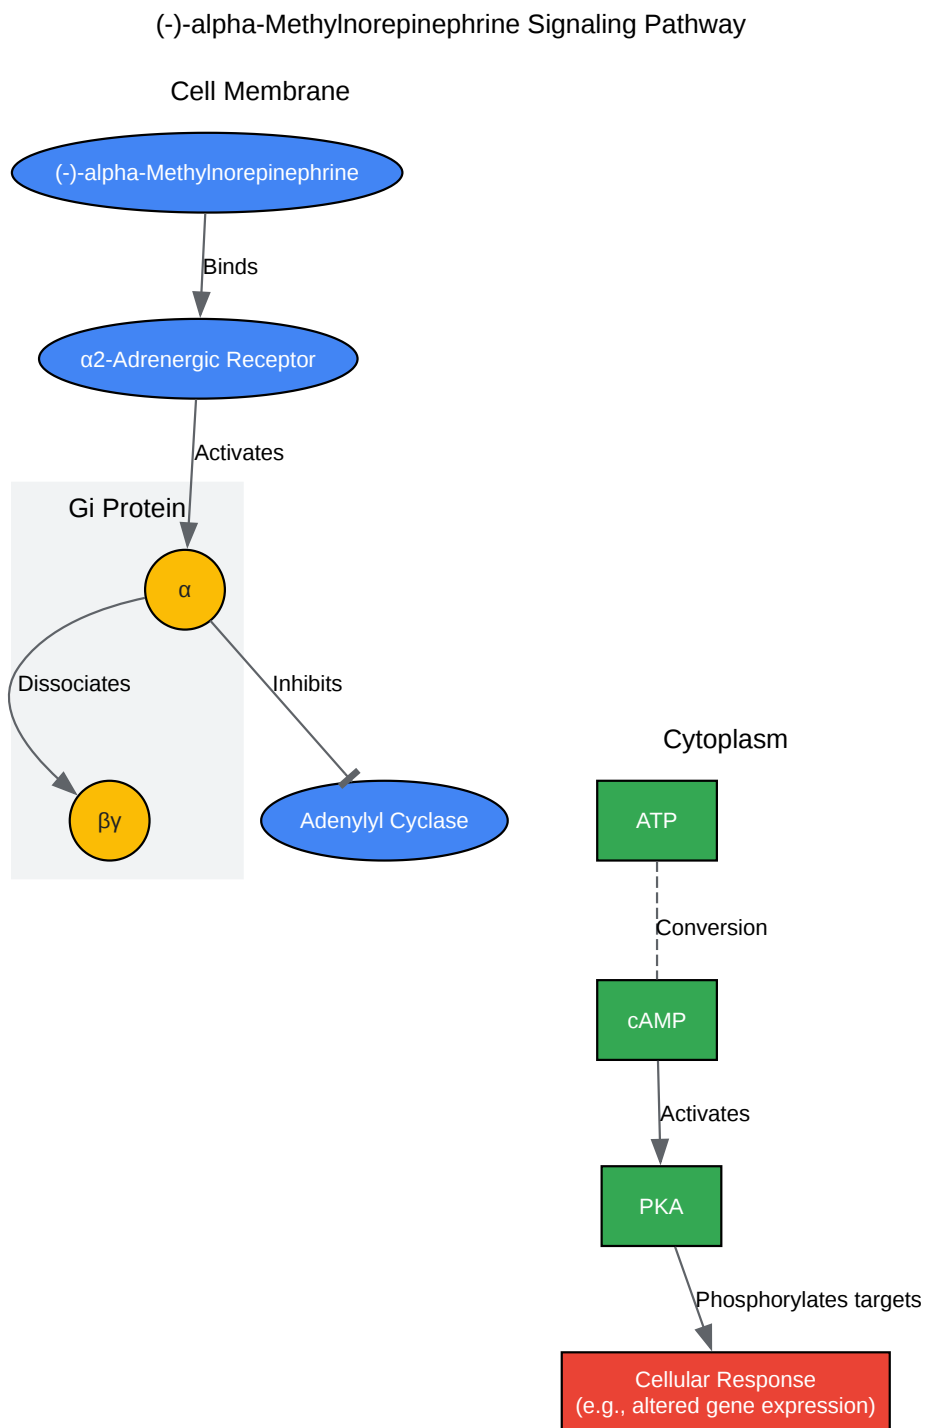 (-)-alpha-Methylnorepinephrine Signaling Pathway
Cell Membrane
(-)-alpha-Methylnorepinephrine
Binds
α2-Adrenergic Receptor
Activates
Gi Protein
α
Dissociates
Inhibits
βγ
Adenylyl Cyclase
Cytoplasm
ATP
Conversion
cAMP
Activates
PKA
Phosphorylates targets
Cellular Response
(e.g., altered gene expression)